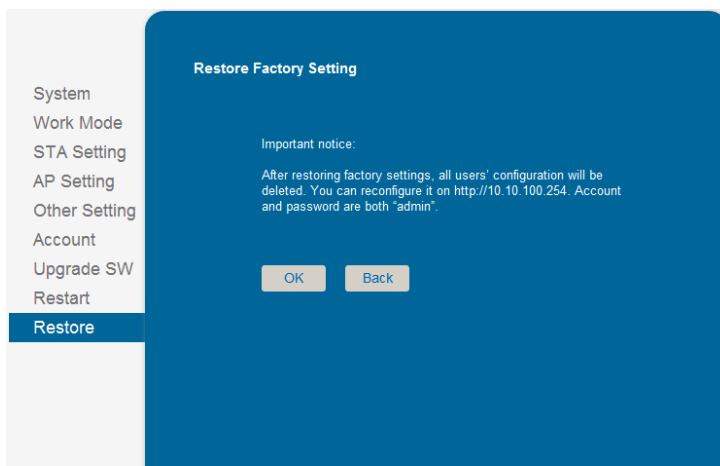 System
Work Mode
STA Setting
AP Setting
Other Setting
Account
Upgrade SW
Restart
Restore
Restore Factory Setting
Important notice:
After restoring factory settings, all users' configuration will be
deleted. You can reconfigure it on http://10.10.100.254. Account
and password are both "admin".
OK
Back